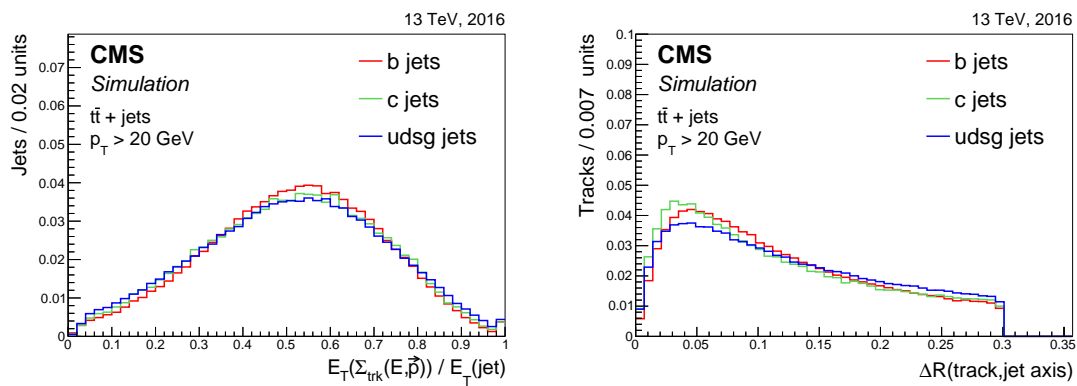 13 TeV, 2016
CMS
Simulation
tt̄ + jets
p_T > 20 GeV
b jets
c jets
udsg jets
Jets / 0.02 units
0.07
0.06
0.05
0.04
0.03
0.02
0.01
0
0 0.1 0.2 0.3 0.4 0.5 0.6 0.7 0.8 0.9 1
E_T(Σ_trk(E,p⃗)) / E_T(jet)
13 TeV, 2016
CMS
Simulation
tt̄ + jets
p_T > 20 GeV
b jets
c jets
udsg jets
Tracks / 0.007 units
0.1
0.09
0.08
0.07
0.06
0.05
0.04
0.03
0.02
0.01
0
0 0.05 0.1 0.15 0.2 0.25 0.3 0.35
ΔR(track,jet axis)